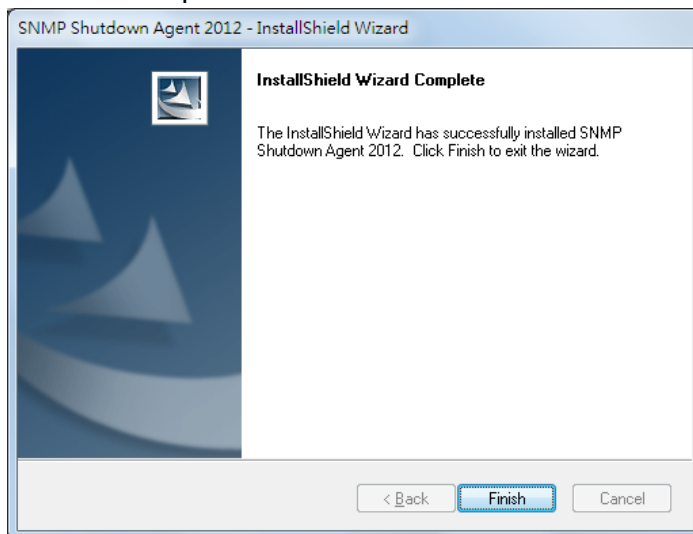 SNMP Shutdown Agent 2012 - InstallShield Wizard
InstallShield Wizard Complete
The InstallShield Wizard has successfully installed SNMP
Shutdown Agent 2012. Click Finish to exit the wizard.
< Back Finish Cancel